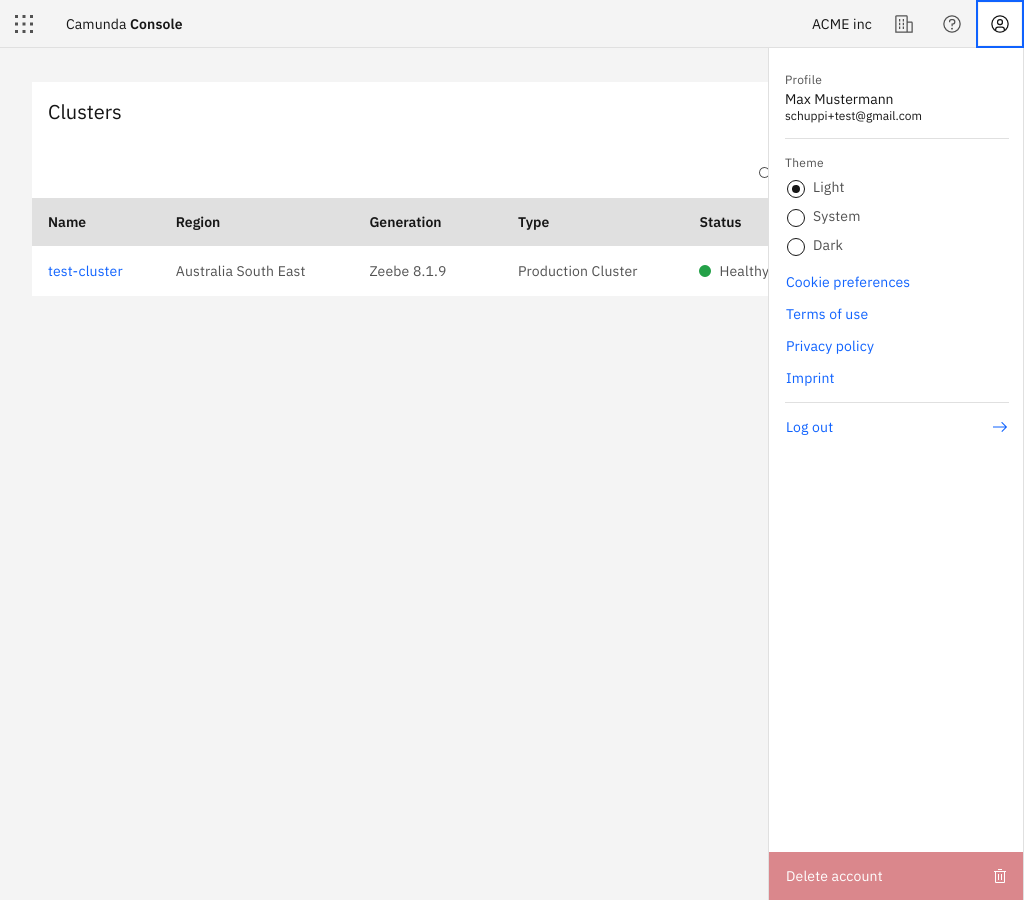 Camunda Console
ACME inc
Clusters
Name Region Generation Type Status
test-cluster Australia South East Zeebe 8.1.9 Production Cluster Healthy
Profile
Max Mustermann
schuppi+test@gmail.com
Theme
Light
System
Dark
Cookie preferences
Terms of use
Privacy policy
Imprint
Log out
Delete account